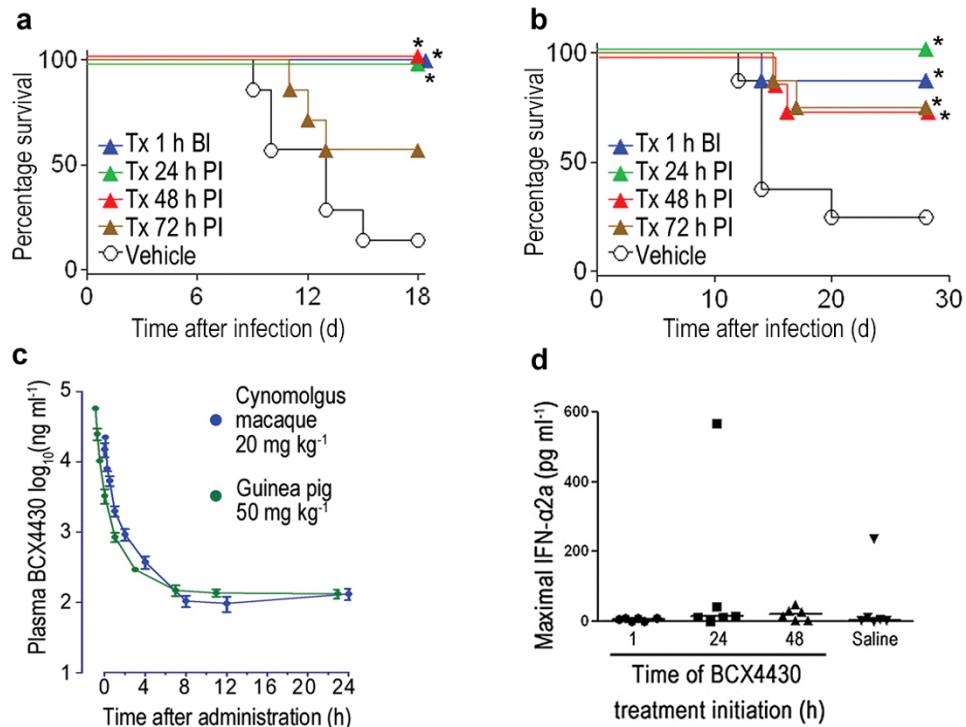 a
Percentage survival
100
50
0
* * *
Tx 1 h BI
Tx 24 h PI
Tx 48 h PI
Tx 72 h PI
Vehicle
0 6 12 18
Time after infection (d)
b
Percentage survival
100
50
0
*
*
*
*
Tx 1 h BI
Tx 24 h PI
Tx 48 h PI
Tx 72 h PI
Vehicle
0 10 20 30
Time after infection (d)
c
Plasma BCX4430 log₁₀(ng ml⁻¹)
5
4
3
2
1
Cynomolgus
macaque
20 mg kg⁻¹
Guinea pig
50 mg kg⁻¹
0 4 8 12 16 20 24
Time after administration (h)
d
Maximal IFN-α2a (pg ml⁻¹)
600
400
200
0
1 24 48 Saline
Time of BCX4430
treatment initiation (h)